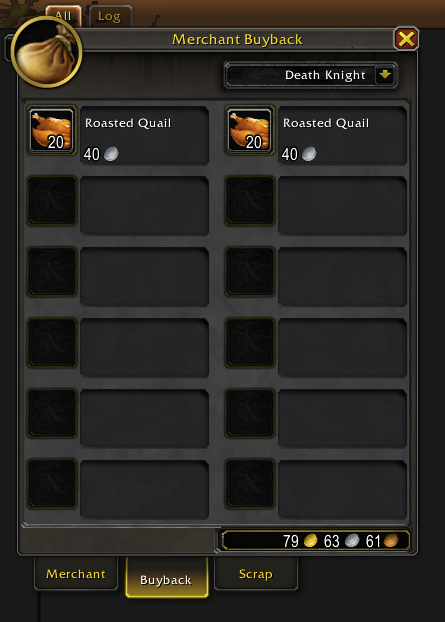 All Log
Merchant Buyback
Death Knight
Roasted Quail
20
40
Roasted Quail
20
40
79 63 61
Merchant
Buyback
Scrap